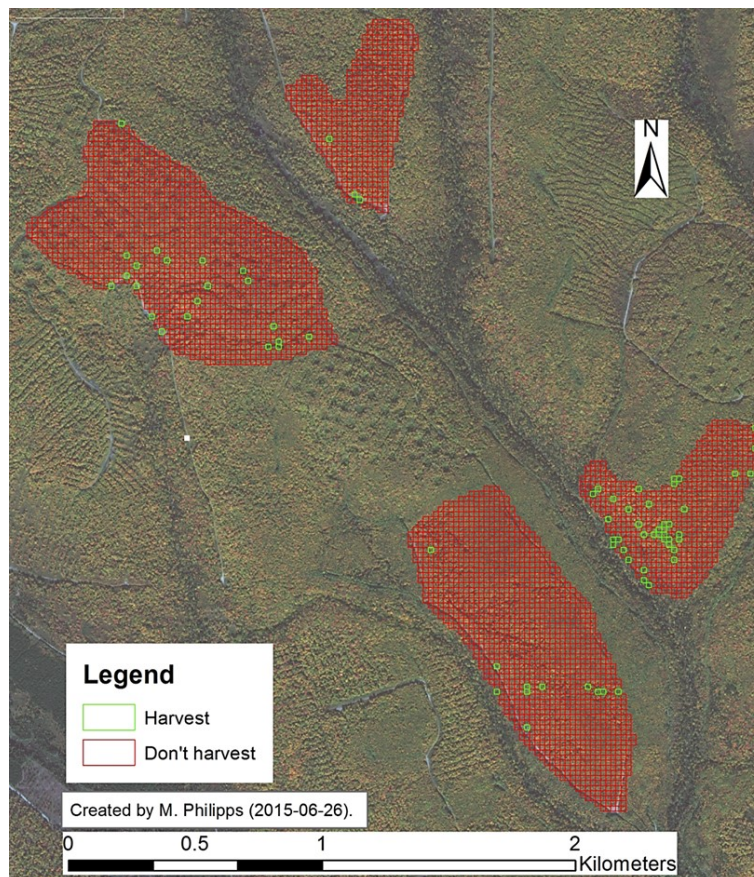 N
Legend
Harvest
Don't harvest
Created by M. Philipps (2015-06-26).
0 0.5 1 2
Kilometers